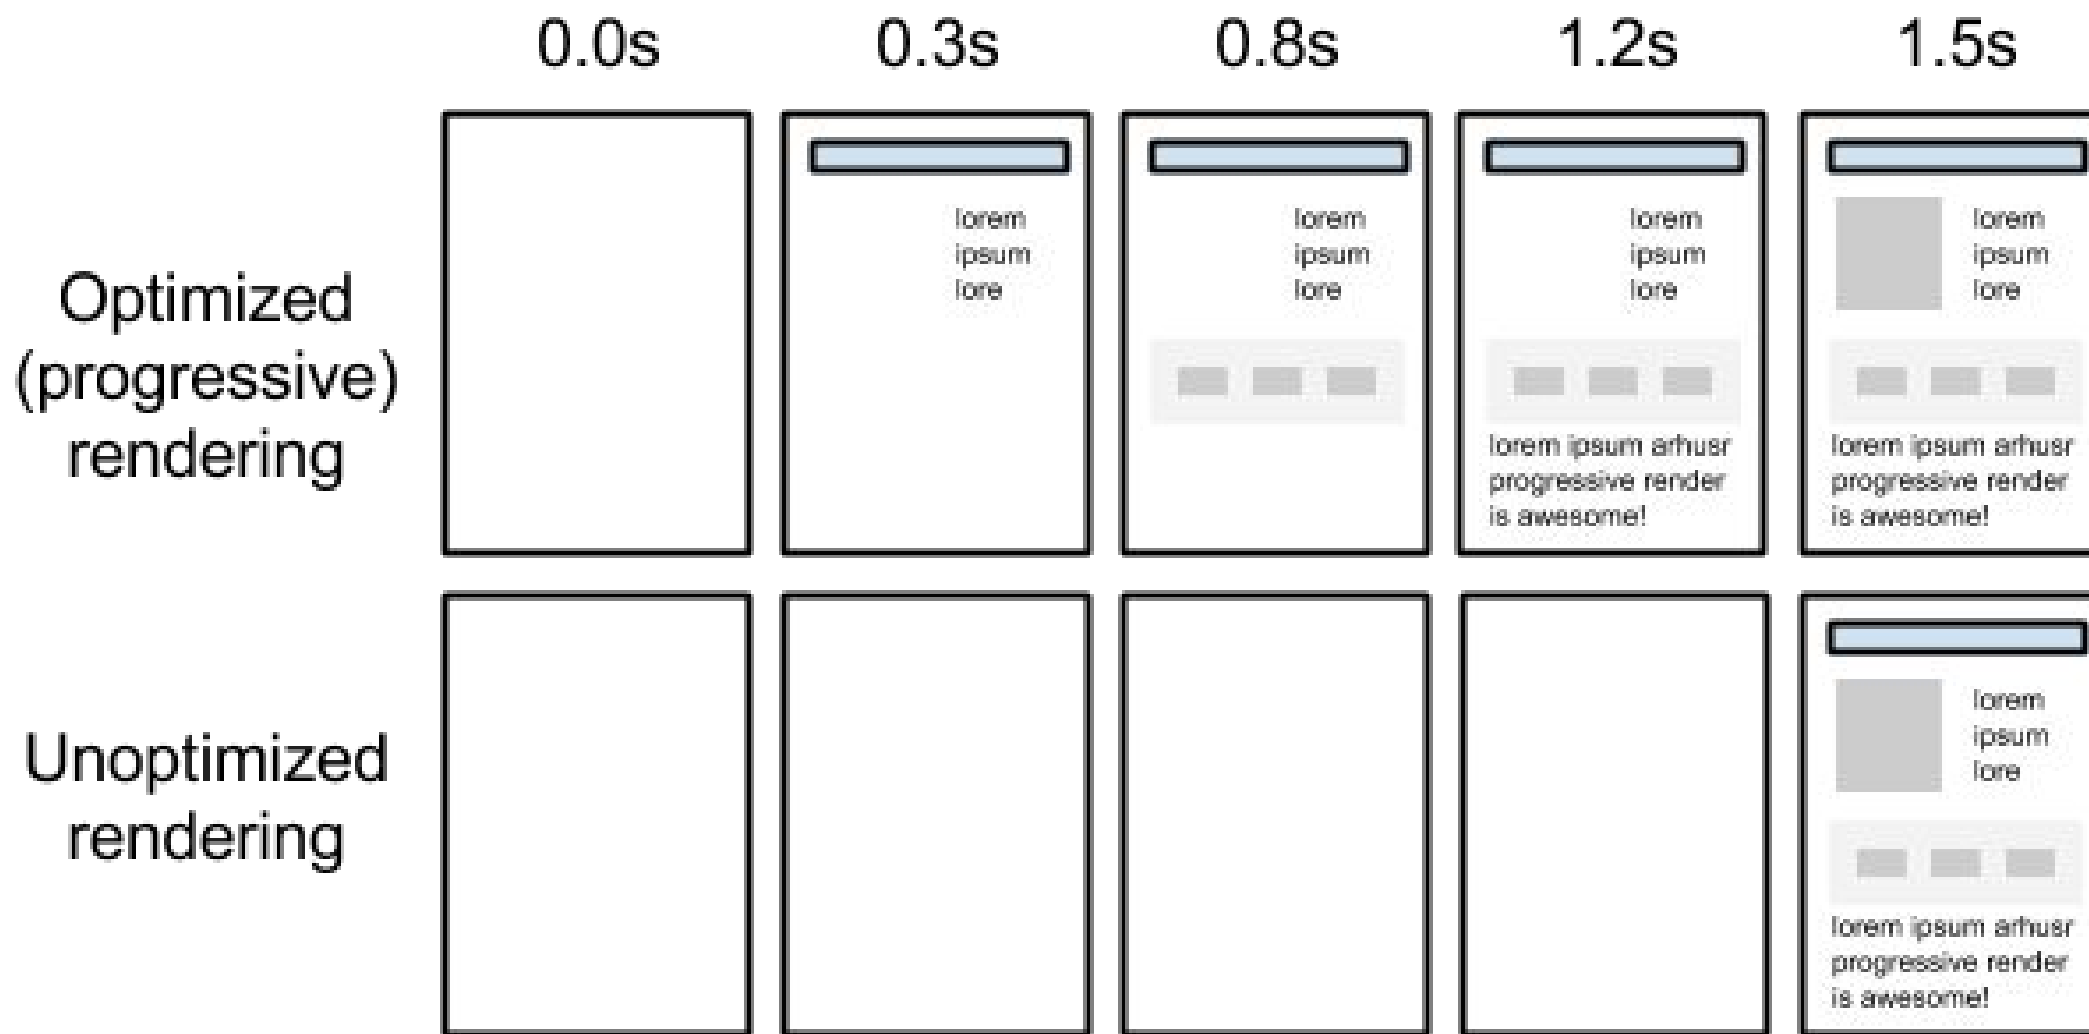 0.0s 0.3s 0.8s 1.2s 1.5s
Optimized
(progressive)
rendering
lorem
ipsum
lore
lorem
ipsum
lore
lorem
ipsum
lore
lorem ipsum arhusr
progressive render
is awesome!
lorem
ipsum
lore
lorem ipsum arhusr
progressive render
is awesome!
Unoptimized
rendering
lorem
ipsum
lore
lorem ipsum arhusr
progressive render
is awesome!